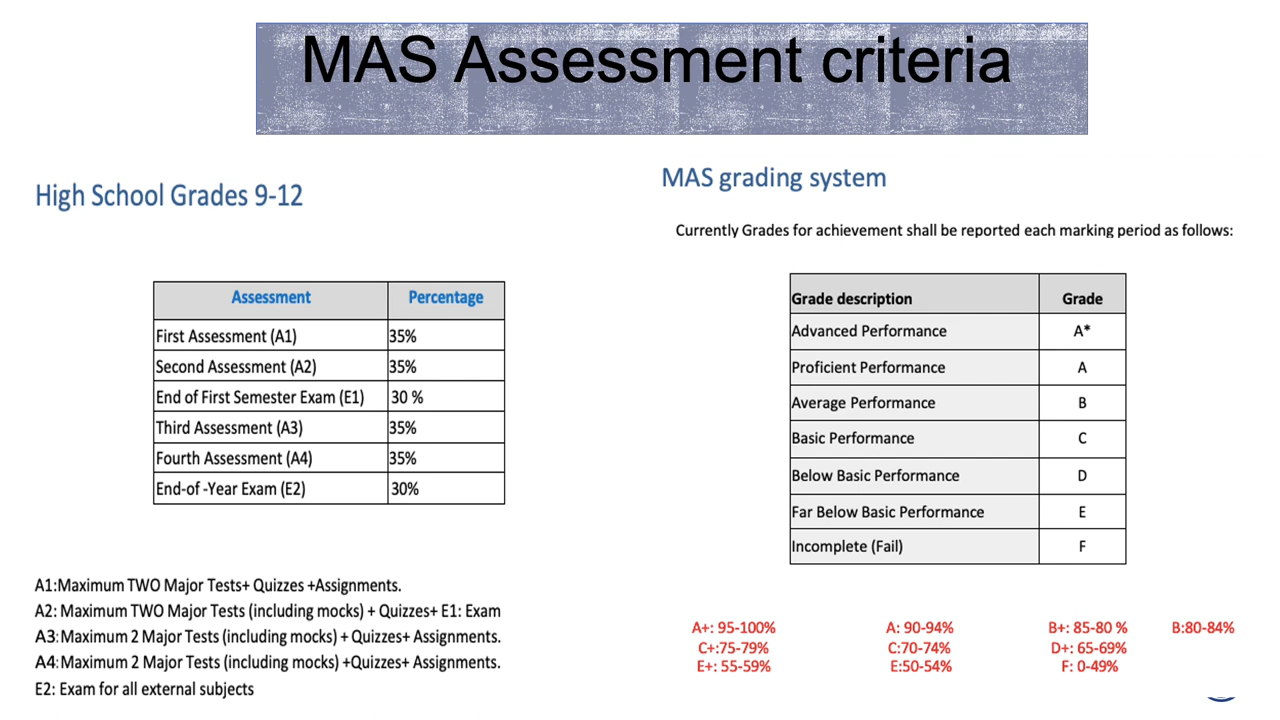 MAS Assessment criteria
High School Grades 9-12
Assessment Percentage
First Assessment (A1) 35%
Second Assessment (A2) 35%
End of First Semester Exam (E1) 30 %
Third Assessment (A3) 35%
Fourth Assessment (A4) 35%
End-of -Year Exam (E2) 30%
A1:Maximum TWO Major Tests+ Quizzes +Assignments.
A2: Maximum TWO Major Tests (including mocks) + Quizzes+ E1: Exam
A3:Maximum 2 Major Tests (including mocks) + Quizzes+ Assignments.
A4:Maximum 2 Major Tests (including mocks) +Quizzes+ Assignments.
E2: Exam for all external subjects
MAS grading system
Currently Grades for achievement shall be reported each marking period as follows:
Grade description Grade
Advanced Performance A*
Proficient Performance A
Average Performance B
Basic Performance C
Below Basic Performance D
Far Below Basic Performance E
Incomplete (Fail) F
A+: 95-100% A: 90-94% B+: 85-80 % B:80-84%
C+:75-79% C:70-74% D+: 65-69%
E+: 55-59% E:50-54% F: 0-49%